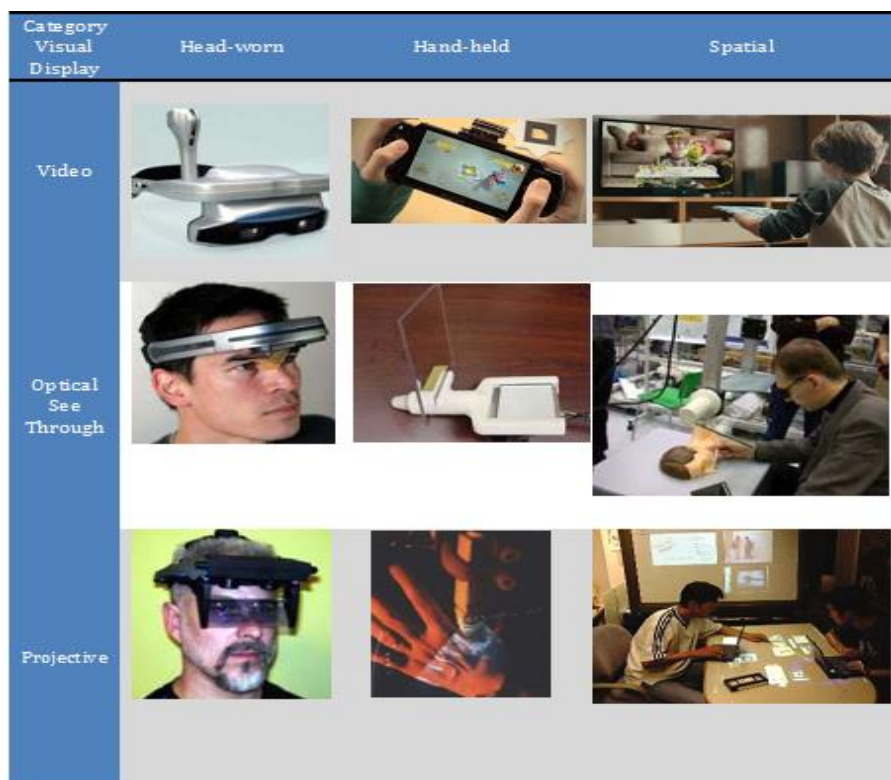 Category
Visual
Display
Head-worn
Hand-held
Spatial
Video
Optical
See
Through
Projective